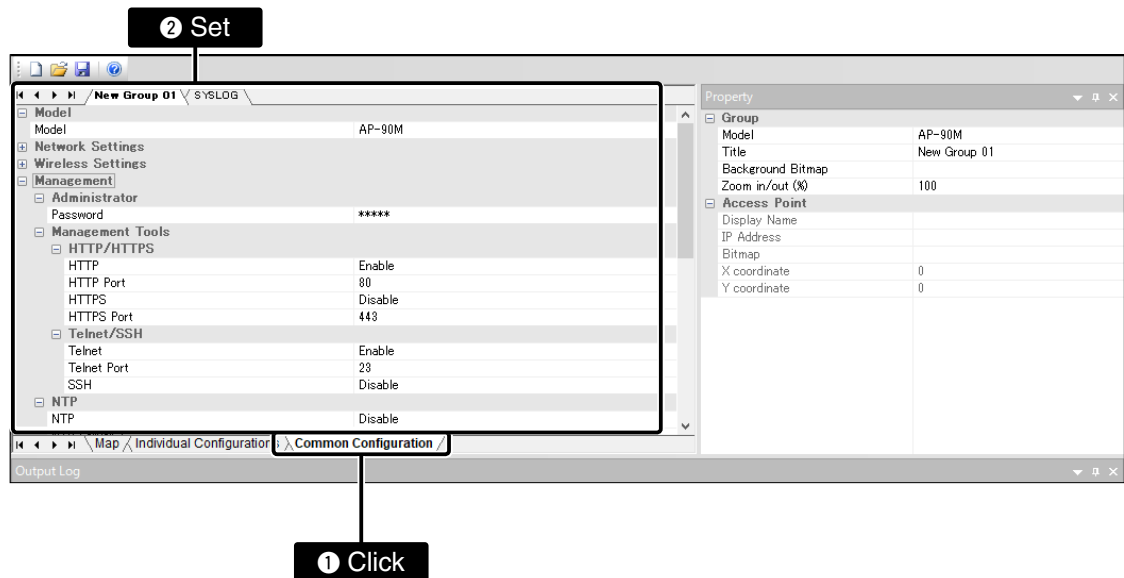 ❷ Set
New Group 01 SYSLOG
Model
Model AP-90M
Network Settings
Wireless Settings
Management
Administrator
Password *****
Management Tools
HTTP/HTTPS
HTTP Enable
HTTP Port 80
HTTPS Disable
HTTPS Port 443
Telnet/SSH
Telnet Enable
Telnet Port 23
SSH Disable
NTP
NTP Disable
Map Individual Configurations Common Configuration
Property
Group
Model AP-90M
Title New Group 01
Background Bitmap
Zoom in/out (%) 100
Access Point
Display Name
IP Address
Bitmap
X coordinate 0
Y coordinate 0
Output Log
❶ Click